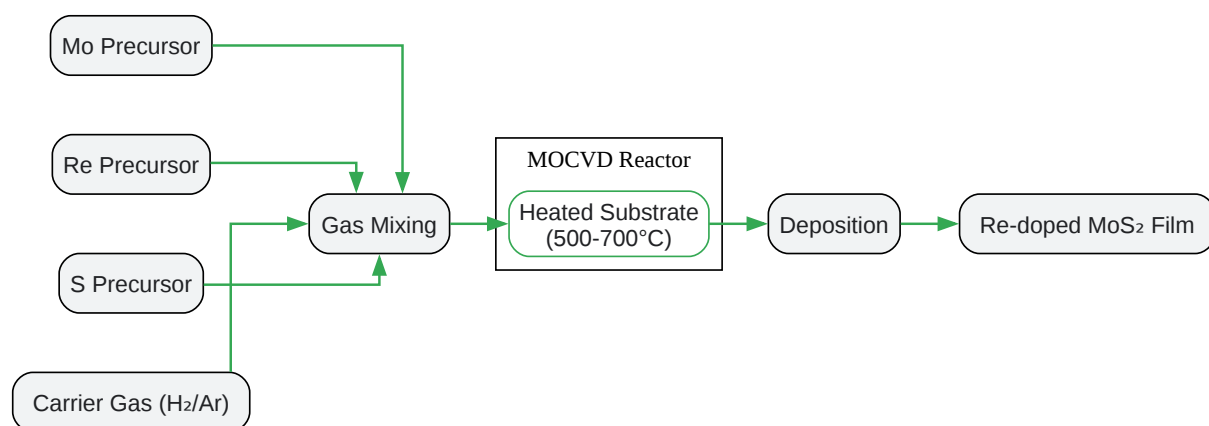 Mo Precursor
Re Precursor
S Precursor
Carrier Gas (H₂/Ar)
Gas Mixing
MOCVD Reactor
Heated Substrate
(500-700°C)
Deposition
Re-doped MoS₂ Film